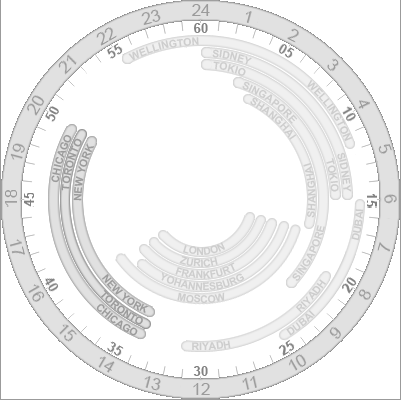 24
1
2
3
4
5
6
7
8
9
10
11
12
13
14
15
16
17
18
19
20
21
22
23
60
05
10
15
20
25
30
35
40
45
50
55
WELLINGTON
WELLINGTON
SIDNEY
SIDNEY
TOKIO
TOKIO
SINGAPORE
SINGAPORE
SHANGHAI
SHANGHAI
DUBAI
DUBAI
RIYADH
RIYADH
CHICAGO
CHICAGO
TORONTO
TORONTO
NEW YORK
NEW YORK
LONDON
ZURICH
FRANKFURT
YOHANNESBURG
MOSCOW